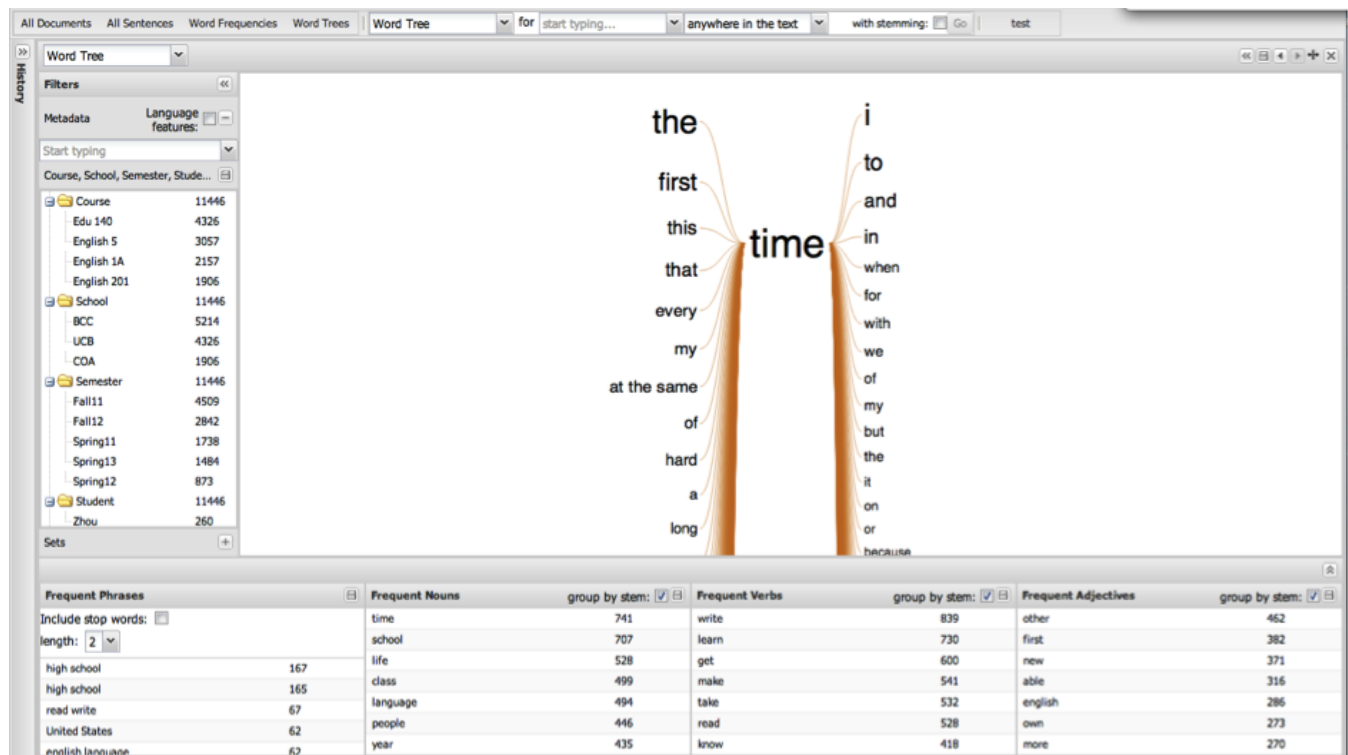 All Documents All Sentences Word Frequencies Word Trees Word Tree for start typing... anywhere in the text with stemming: Go test
History
Word Tree
Filters
Metadata Language features:
Start typing
Course, School, Semester, Stude...
Course 11446
Edu 140 4326
English 5 3057
English 1A 2157
English 201 1906
School 11446
BCC 5214
UCB 4326
COA 1906
Semester 11446
Fall11 4509
Fall12 2842
Spring11 1738
Spring13 1484
Spring12 873
Student 11446
Zhou 260
Sets
the
first
this
that
every
my
at the same
of
hard
a
long
time
i
to
and
in
when
for
with
we
of
my
but
the
it
on
or
because
Frequent Phrases
Include stop words:
length: 2
high school 167
high school 165
read write 67
United States 62
english language 62
Frequent Nouns group by stem:
time 741
school 707
life 528
class 499
language 494
people 446
year 435
Frequent Verbs group by stem:
write 839
learn 730
get 600
make 541
take 532
read 528
know 418
Frequent Adjectives group by stem:
other 462
first 382
new 371
able 316
english 286
own 273
more 270